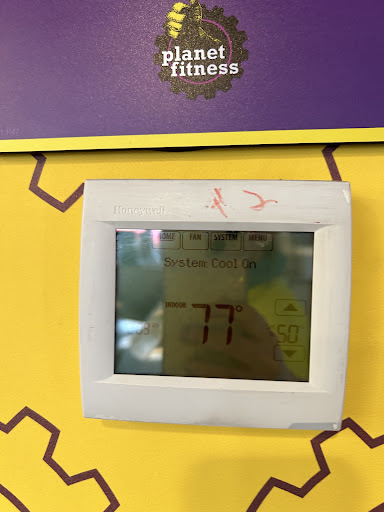 planet
fitness
Honeywell
2
HOME FAN SYSTEM MENU
System: Cool On
INDOOR 77°
50°